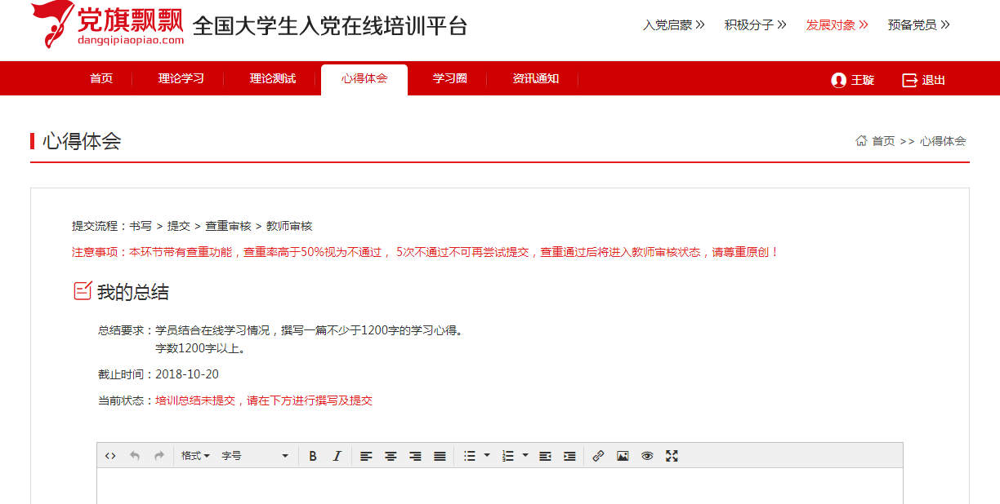 党旗飘飘
dangqipiaopiao.com
全国大学生入党在线培训平台
入党启蒙 >> 积极分子 >> 发展对象 >> 预备党员 >>
首页 理论学习 理论测试 心得体会 学习圈 资讯通知 王璇 退出
心得体会
首页 >> 心得体会
提交流程：书写 > 提交 > 查重审核 > 教师审核
注意事项：本环节带有查重功能，查重率高于50%视为不通过， 5次不通过不可再尝试提交，查重通过后将进入教师审核状态，请尊重原创！
我的总结
总结要求：学员结合在线学习情况，撰写一篇不少于1200字的学习心得。
字数1200字以上。
截止时间：2018-10-20
当前状态：培训总结未提交，请在下方进行撰写及提交
格式 字号 B I